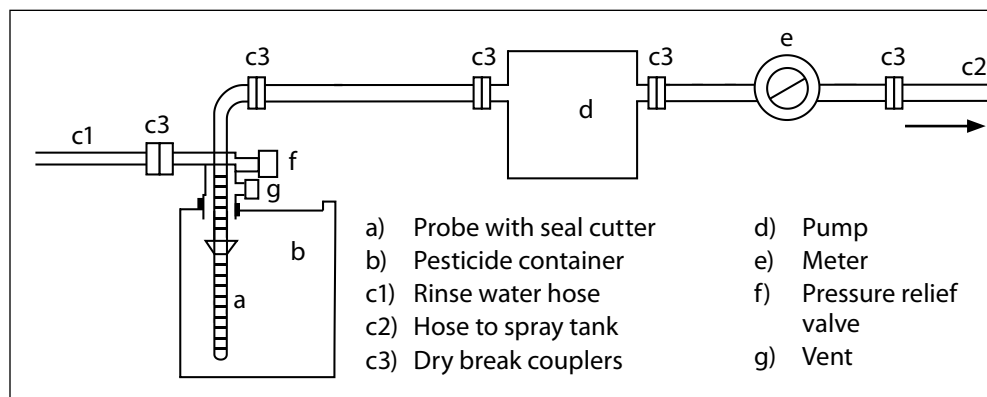 e
c3
c3
c3
c3
c2
d
c1
c3
f
g
b
a
a) Probe with seal cutter
b) Pesticide container
c1) Rinse water hose
c2) Hose to spray tank
c3) Dry break couplers
d) Pump
e) Meter
f) Pressure relief
valve
g) Vent